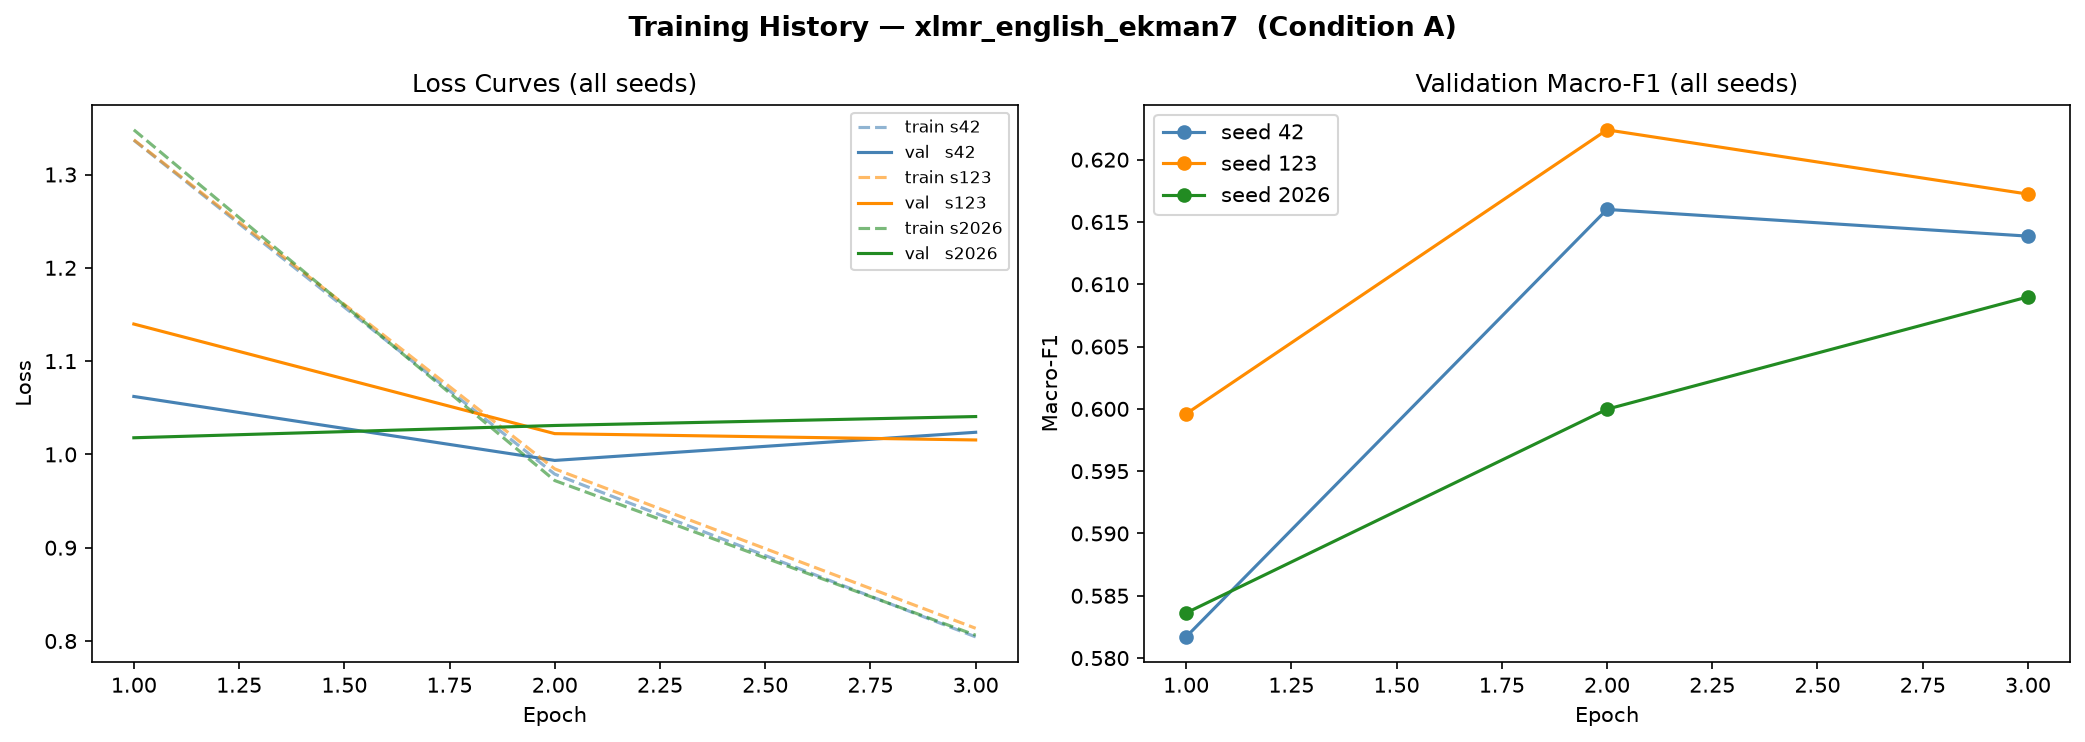 Training History — xlmr_english_ekman7  (Condition A)
Loss Curves (all seeds)
train s42
val   s42
train s123
val   s123
train s2026
val   s2026
1.3
1.2
1.1
1.0
0.9
0.8
Loss
1.00 1.25 1.50 1.75 2.00 2.25 2.50 2.75 3.00
Epoch
Validation Macro-F1 (all seeds)
seed 42
seed 123
seed 2026
0.620
0.615
0.610
0.605
0.600
0.595
0.590
0.585
0.580
Macro-F1
1.00 1.25 1.50 1.75 2.00 2.25 2.50 2.75 3.00
Epoch